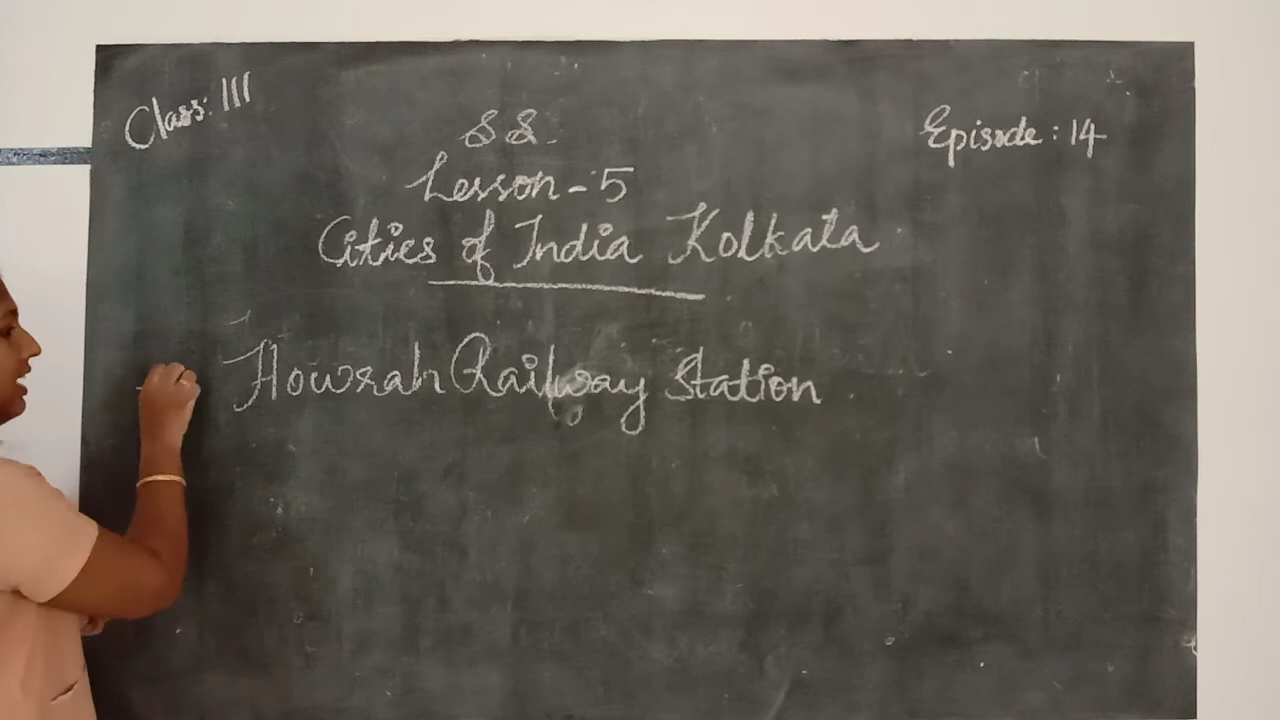 Class: III
Episode: 14
S S.
Lesson - 5
Cities of India Kolkata
Howrah Railway Station